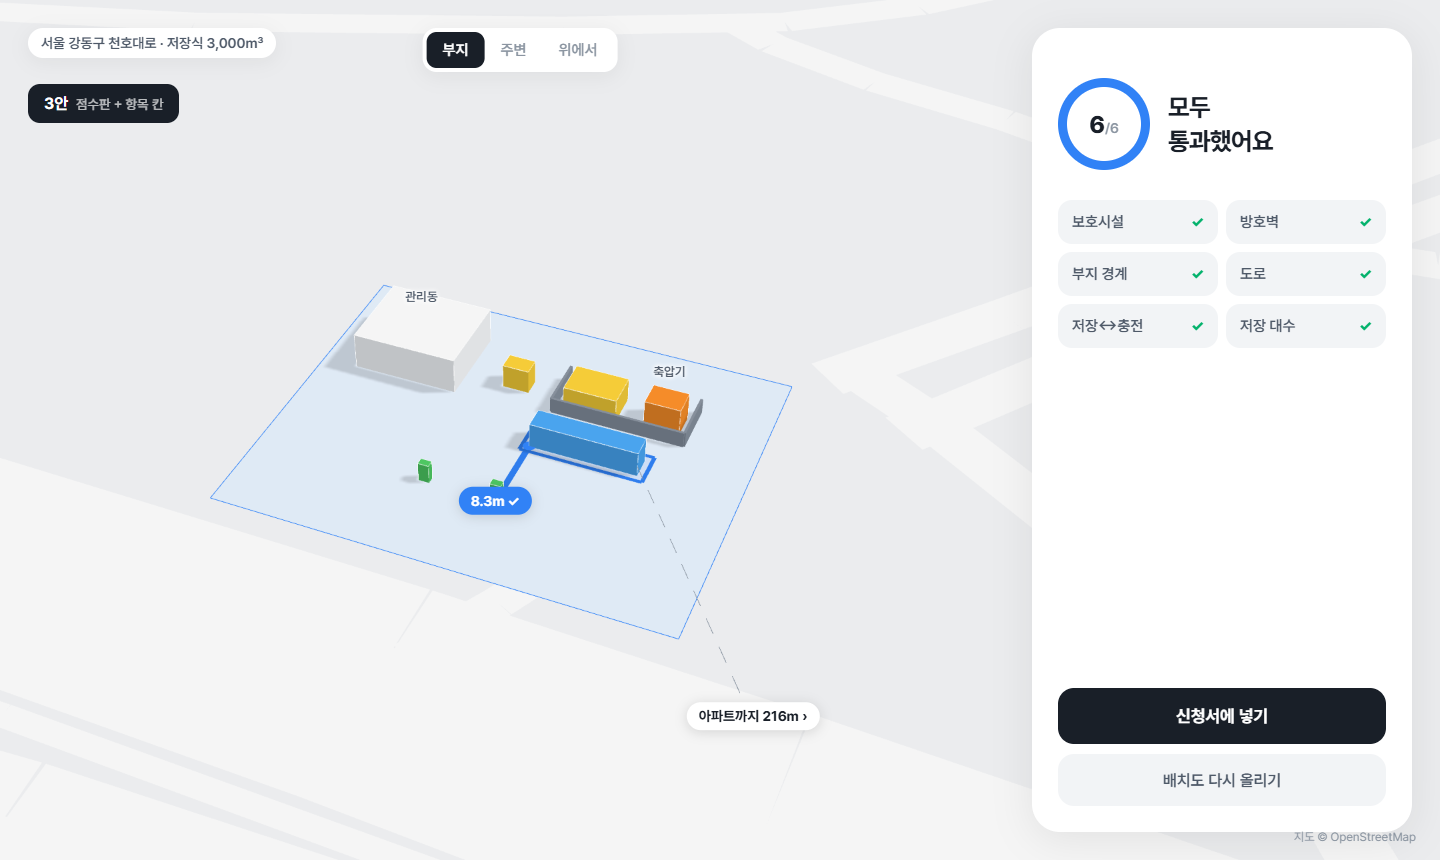 서울 강동구 천호대로 · 저장식 3,000m³
부지 주변 위에서
3안 점수판 + 항목 칸
관리동
축압기
8.3m ✓
아파트까지 216m ›
6/6
모두
통과했어요
보호시설 ✓
방호벽 ✓
부지 경계 ✓
도로 ✓
저장↔충전 ✓
저장 대수 ✓
신청서에 넣기
배치도 다시 올리기
지도 © OpenStreetMap